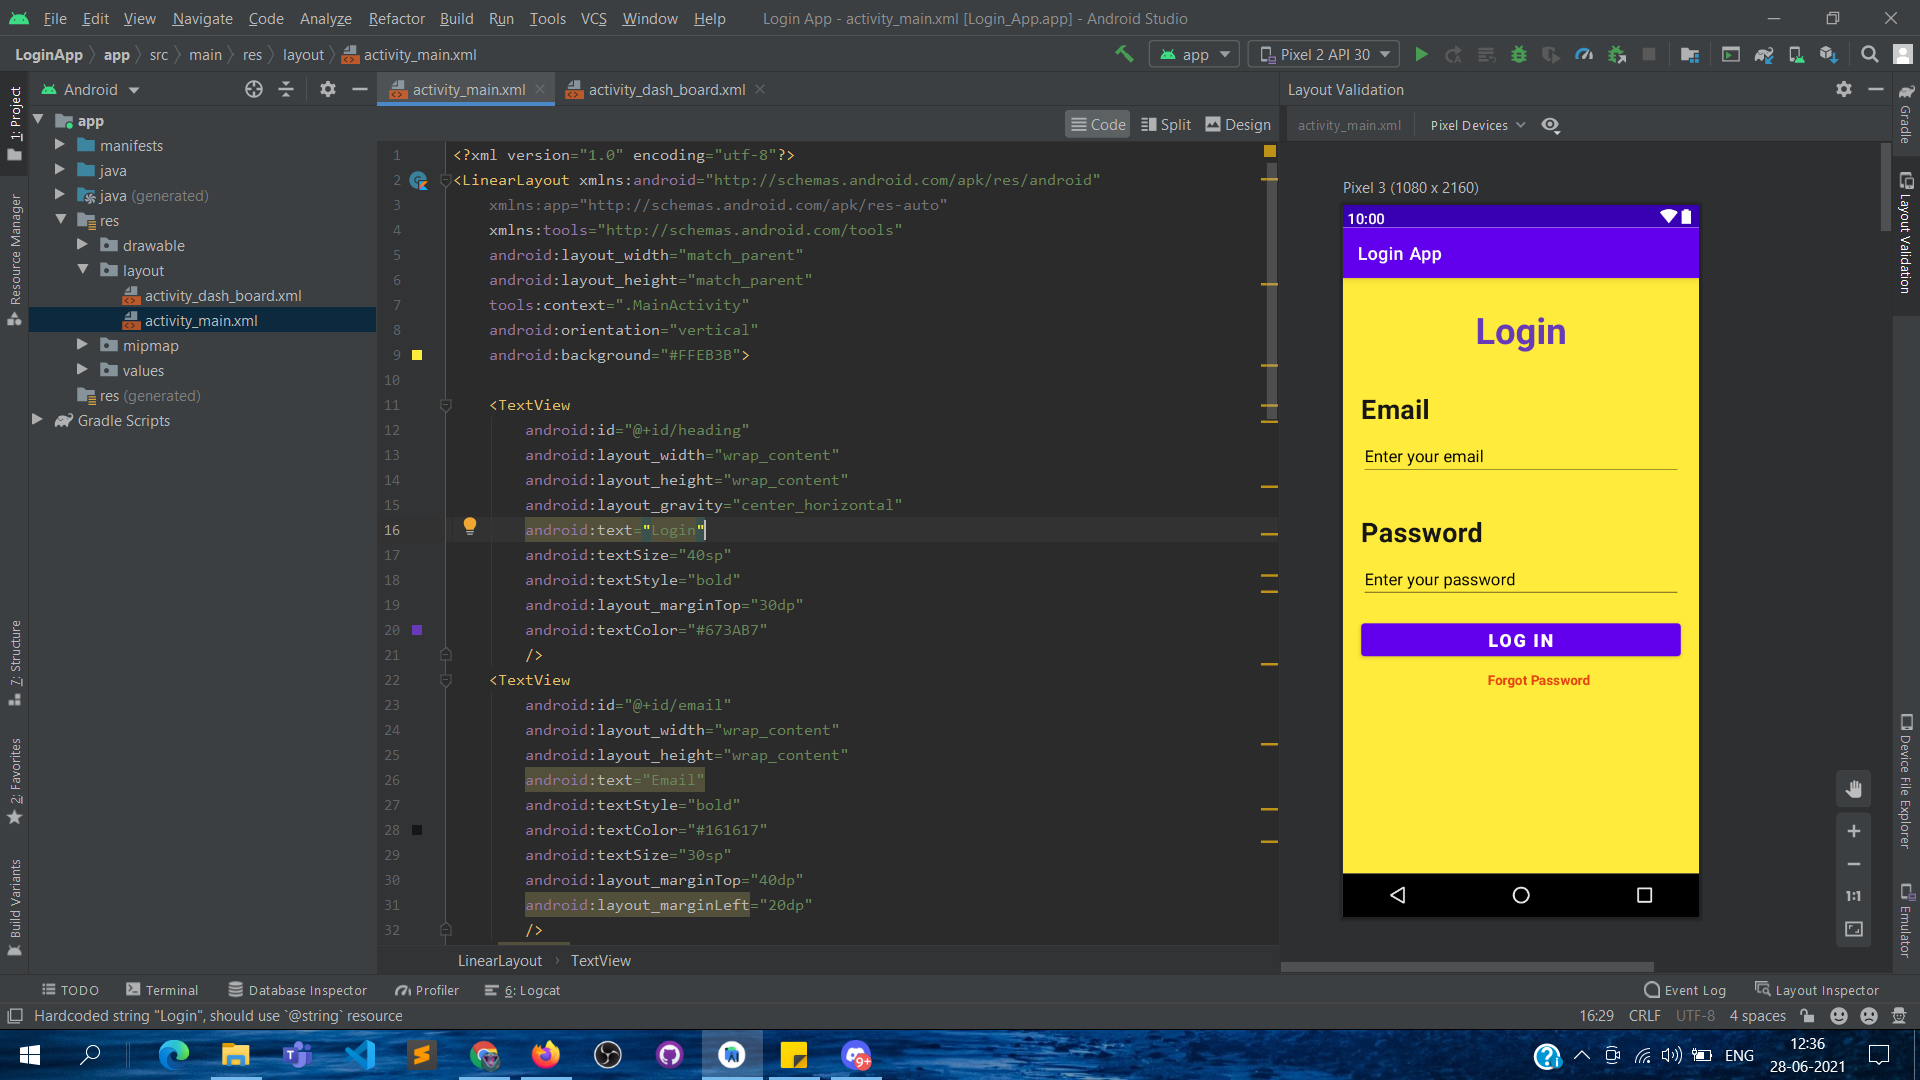 File Edit View Navigate Code Analyze Refactor Build Run Tools VCS Window Help Login App - activity_main.xml [Login_App.app] - Android Studio
LoginApp app src main res layout activity_main.xml app Pixel 2 API 30
1: Project
Resource Manager
7: Structure
2: Favorites
Build Variants
Android
app
manifests
java
java (generated)
res
drawable
layout
activity_dash_board.xml
activity_main.xml
mipmap
values
res (generated)
Gradle Scripts
activity_main.xml activity_dash_board.xml
Code Split Design
1 <?xml version="1.0" encoding="utf-8"?>
2 <LinearLayout xmlns:android="http://schemas.android.com/apk/res/android"
3 xmlns:app="http://schemas.android.com/apk/res-auto"
4 xmlns:tools="http://schemas.android.com/tools"
5 android:layout_width="match_parent"
6 android:layout_height="match_parent"
7 tools:context=".MainActivity"
8 android:orientation="vertical"
9 android:background="#FFEB3B">
10
11 <TextView
12 android:id="@+id/heading"
13 android:layout_width="wrap_content"
14 android:layout_height="wrap_content"
15 android:layout_gravity="center_horizontal"
16 android:text="Login"
17 android:textSize="40sp"
18 android:textStyle="bold"
19 android:layout_marginTop="30dp"
20 android:textColor="#673AB7"
21 />
22 <TextView
23 android:id="@+id/email"
24 android:layout_width="wrap_content"
25 android:layout_height="wrap_content"
26 android:text="Email"
27 android:textStyle="bold"
28 android:textColor="#161617"
29 android:textSize="30sp"
30 android:layout_marginTop="40dp"
31 android:layout_marginLeft="20dp"
32 />
LinearLayout TextView
Layout Validation
activity_main.xml Pixel Devices
Pixel 3 (1080 x 2160)
10:00
Login App
Login
Email
Enter your email
Password
Enter your password
LOG IN
Forgot Password
1:1
Gradle
Layout Validation
Device File Explorer
Emulator
TODO Terminal Database Inspector Profiler 6: Logcat Event Log Layout Inspector
Hardcoded string "Login", should use `@string` resource 16:29 CRLF UTF-8 4 spaces
9+ ENG 12:36
28-06-2021